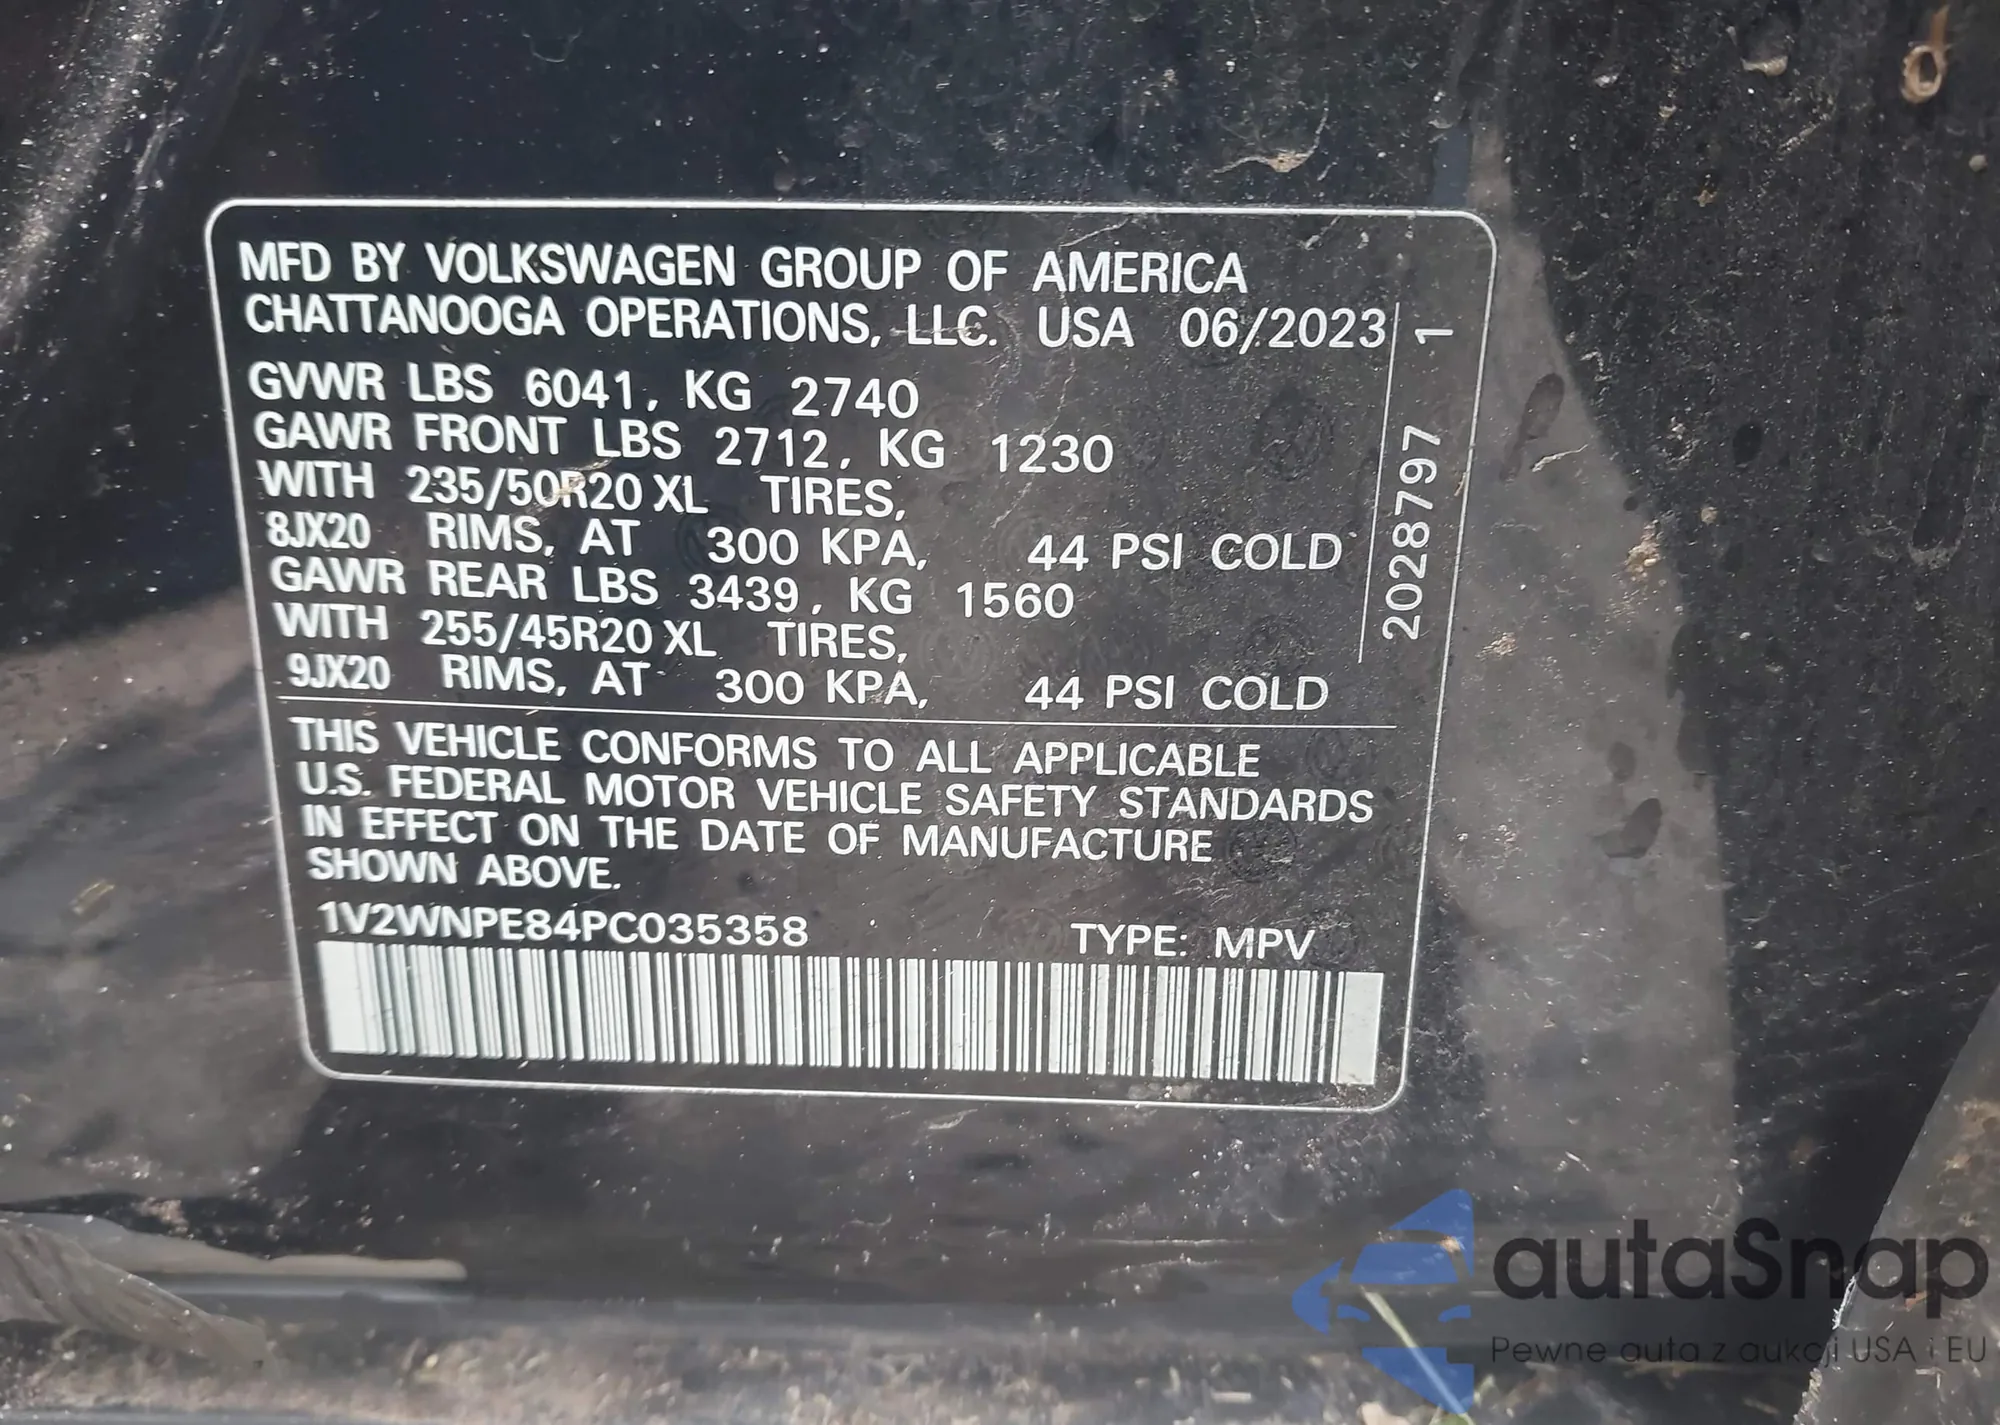 MFD BY VOLKSWAGEN GROUP OF AMERICA
CHATTANOOGA OPERATIONS, LLC. USA 06/2023
GVWR LBS 6041, KG 2740
GAWR FRONT LBS 2712, KG 1230
WITH 235/50R20 XL TIRES,
8JX20 RIMS, AT 300 KPA, 44 PSI COLD
GAWR REAR LBS 3439, KG 1560
WITH 255/45R20 XL TIRES,
9JX20 RIMS, AT 300 KPA, 44 PSI COLD
2028797 1
THIS VEHICLE CONFORMS TO ALL APPLICABLE
U.S. FEDERAL MOTOR VEHICLE SAFETY STANDARDS
IN EFFECT ON THE DATE OF MANUFACTURE
SHOWN ABOVE.
1V2WNPE84PC035358 TYPE: MPV
autaSnap
Pewne auta z aukcji USA i EU